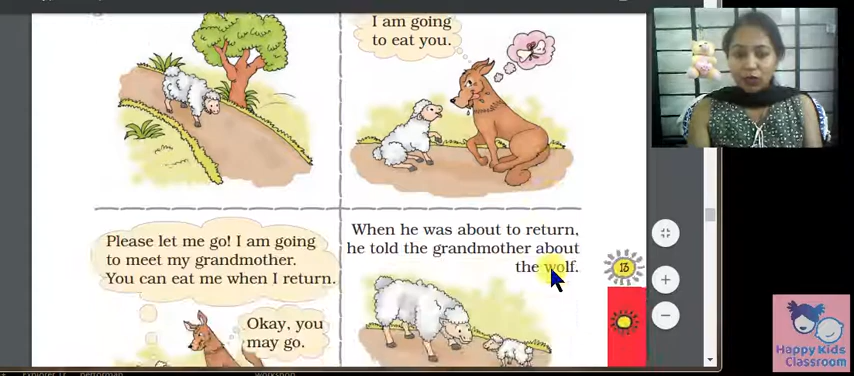 I am going
to eat you.
Please let me go! I am going
to meet my grandmother.
You can eat me when I return.
Okay, you
may go.
When he was about to return,
he told the grandmother about
the wolf.
13
Happy Kids
Classroom